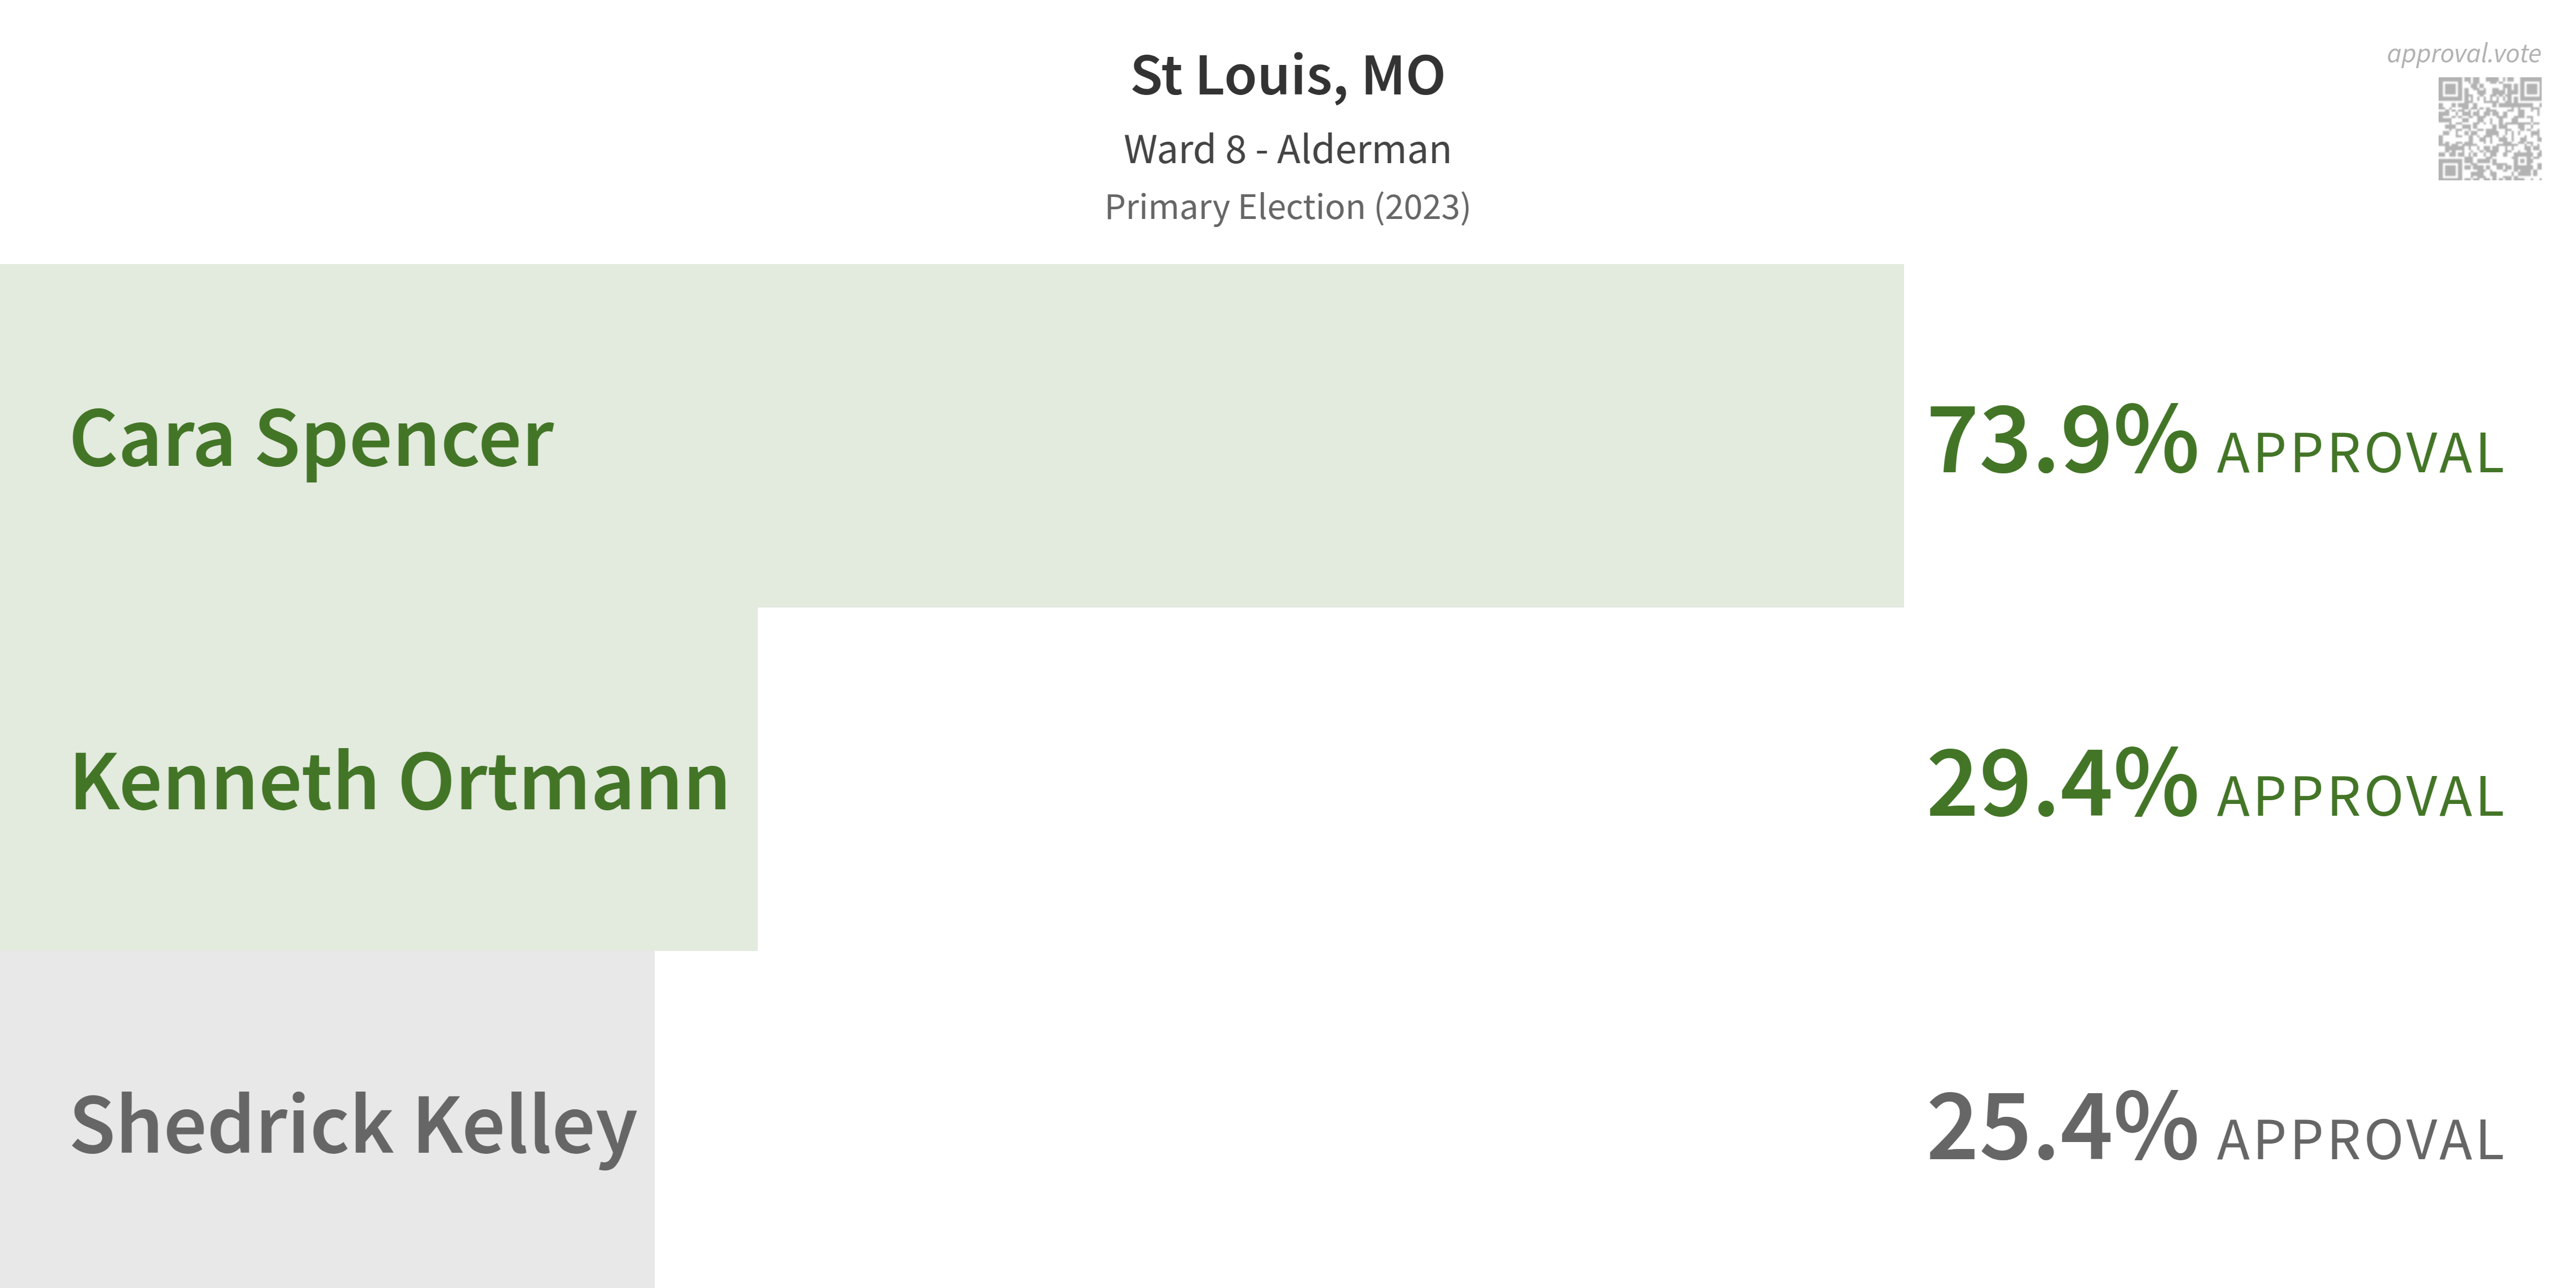 St Louis, MO
approval.vote
Ward 8 - Alderman
Primary Election (2023)
Cara Spencer 73.9% APPROVAL
Kenneth Ortmann 29.4% APPROVAL
Shedrick Kelley 25.4% APPROVAL